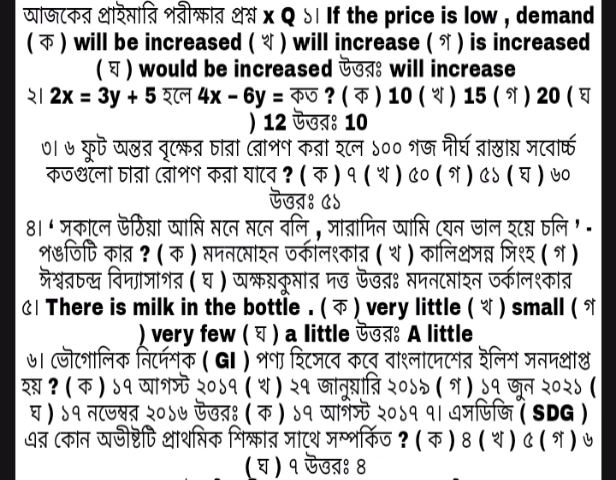 আজকের প্রাইমারি পরীক্ষার প্রশ্ন x Q ১। If the price is low , demand
( ক ) will be increased ( খ ) will increase ( গ ) is increased
( ঘ ) would be increased উত্তরঃ will increase
২। 2x = 3y + 5 হলে 4x – 6y = কত ? ( ক ) 10 ( খ ) 15 ( গ ) 20 ( ঘ
) 12 উত্তরঃ 10
৩। ৬ ফুট অন্তর বৃক্ষের চারা রোপণ করা হলে ১০০ গজ দীর্ঘ রাস্তায় সর্বোচ্চ
কতগুলো চারা রোপণ করা যাবে ? ( ক ) ৭ ( খ ) ৫০ ( গ ) ৫১ ( ঘ ) ৬০
উত্তরঃ ৫১
৪। ‘ সকালে উঠিয়া আমি মনে মনে বলি , সারাদিন আমি যেন ভাল হয়ে চলি ’ -
পঙতিটি কার ? ( ক ) মদনমোহন তর্কালংকার ( খ ) কালিপ্রসন্ন সিংহ ( গ )
ঈশ্বরচন্দ্র বিদ্যাসাগর ( ঘ ) অক্ষয়কুমার দত্ত উত্তরঃ মদনমোহন তর্কালংকার
৫। There is milk in the bottle . ( ক ) very little ( খ ) small ( গ
) very few ( ঘ ) a little উত্তরঃ A little
৬। ভৌগোলিক নির্দেশক ( GI ) পণ্য হিসেবে কবে বাংলাদেশের ইলিশ সনদপ্রাপ্ত
হয় ? ( ক ) ১৭ আগস্ট ২০১৭ ( খ ) ২৭ জানুয়ারি ২০১৯ ( গ ) ১৭ জুন ২০২১ (
ঘ ) ১৭ নভেম্বর ২০১৬ উত্তরঃ ( ক ) ১৭ আগস্ট ২০১৭ ৭। এসডিজি ( SDG )
এর কোন অভীষ্টটি প্রাথমিক শিক্ষার সাথে সম্পর্কিত ? ( ক ) ৪ ( খ ) ৫ ( গ ) ৬
( ঘ ) ৭ উত্তরঃ ৪